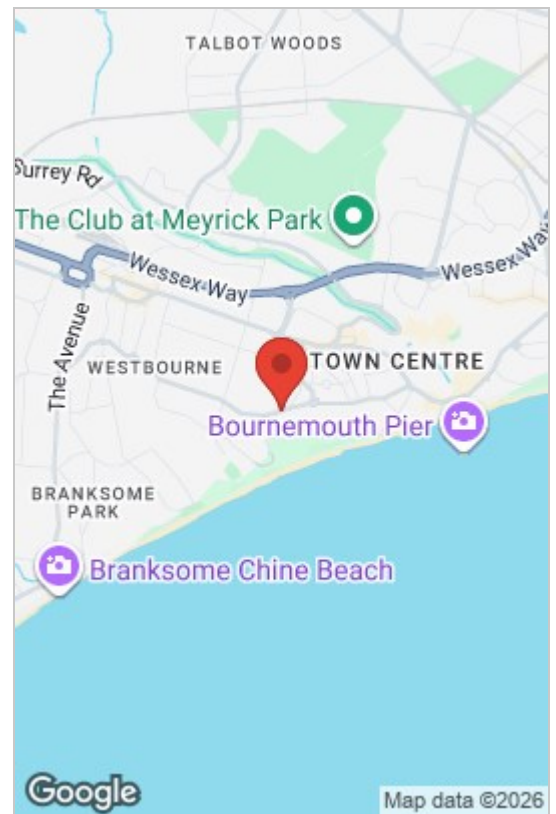 TALBOT WOODS
Surrey Rd
The Club at Meyrick Park
Wessex Way
Wessex Way
The Avenue
WESTBOURNE
TOWN CENTRE
Bournemouth Pier
BRANKSOME
PARK
Branksome Chine Beach
Google
Map data ©2026